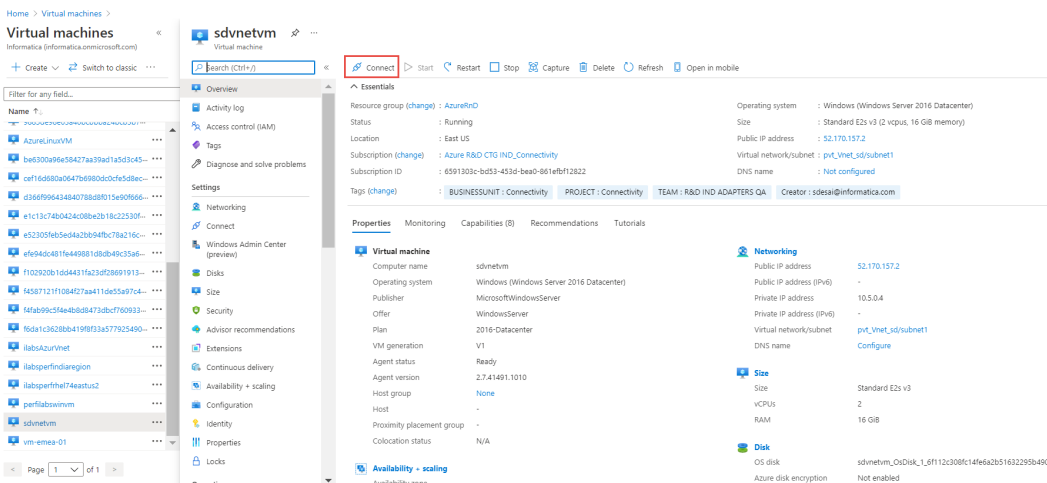 Home > Virtual machines >
Virtual machines «
Informatica (informatica.onmicrosoft.com)
+ Create Switch to classic ...
Filter for any field...
Name ↑↓
AzureLinuxVM ...
be6300a96e58427aa39ad1a5d3c45... ...
cef16d680a0647b6980dc0cfe5d8ec... ...
d366f996434840788d8f015e90f666... ...
e1c13c74b0424c08be2b18c22530f... ...
e52305feb5ed4a2bb94fbc78a216c... ...
efe94dc481fe449881d8db49c35a6... ...
f102920b1dd4431fa23df28691913... ...
f4587121f1084f27aa411de55a97c4... ...
f4fab99c5f4e4b8d8473dbcf760933... ...
f6da1c3628bb419f8f33a577925490... ...
ilabsAzurVnet ...
ilabsperfindiaregion ...
ilabsperfrhel74eastus2 ...
perfilabswinvm ...
sdvnetvm ...
vm-emea-01 ...
< Page 1 of 1 >
sdvnetvm ...
Virtual machine
Search (Ctrl+/) «
Overview
Activity log
Access control (IAM)
Tags
Diagnose and solve problems
Settings
Networking
Connect
Windows Admin Center
(preview)
Disks
Size
Security
Advisor recommendations
Extensions
Continuous delivery
Availability + scaling
Configuration
Identity
Properties
Locks
Connect Start Restart Stop Capture Delete Refresh Open in mobile
Essentials
Resource group (change) : AzureRnD
Status : Running
Location : East US
Subscription (change) : Azure R&D CTG IND_Connectivity
Subscription ID : 6591303c-bd53-453d-bea0-861efbf12822
Operating system : Windows (Windows Server 2016 Datacenter)
Size : Standard E2s v3 (2 vcpus, 16 GiB memory)
Public IP address : 52.170.157.2
Virtual network/subnet : pvt_Vnet_sd/subnet1
DNS name : Not configured
Tags (change) : BUSINESSUNIT : Connectivity PROJECT : Connectivity TEAM : R&D IND ADAPTERS QA Creator : sdesai@informatica.com
Properties Monitoring Capabilities (8) Recommendations Tutorials
Virtual machine
Computer name sdvnetvm
Operating system Windows (Windows Server 2016 Datacenter)
Publisher MicrosoftWindowsServer
Offer WindowsServer
Plan 2016-Datacenter
VM generation V1
Agent status Ready
Agent version 2.7.41491.1010
Host group None
Host -
Proximity placement group -
Colocation status N/A
Availability + scaling
Networking
Public IP address 52.170.157.2
Public IP address (IPv6) -
Private IP address 10.5.0.4
Private IP address (IPv6) -
Virtual network/subnet pvt_Vnet_sd/subnet1
DNS name Configure
Size
Size Standard E2s v3
vCPUs 2
RAM 16 GiB
Disk
OS disk sdvnetvm_OsDisk_1_6f112c308fc14fe6a2b51632295b490
Azure disk encryption Not enabled